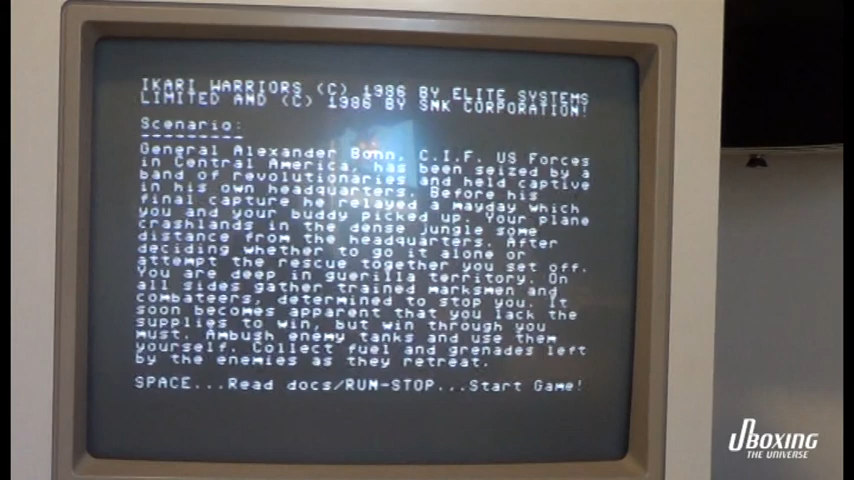 IKARI WARRIORS (C) 1986 BY ELITE SYSTEMS
LIMITED AND (C) 1986 BY SNK CORPORATION!
Scenario:
---------
General Alexander Bonn, C.I.F. US Forces
in Central America, has been seized by a
band of revolutionaries and held captive
in his own headquarters. Before his
final capture he relayed a mayday which
you and your buddy picked up. Your plane
crashlands in the dense jungle some
distance from the headquarters. After
deciding whether to go it alone or
attempt the rescue together you set off.
You are deep in guerilla territory. On
all sides gather trained marksmen and
combateers, determined to stop you. It
soon becomes apparent that you lack the
supplies to win, but win through you
must. Ambush enemy tanks and use them
yourself. Collect fuel and grenades left
by the enemies as they retreat.
SPACE...Read docs/RUN-STOP...Start Game!
UNBOXING
THE UNIVERSE